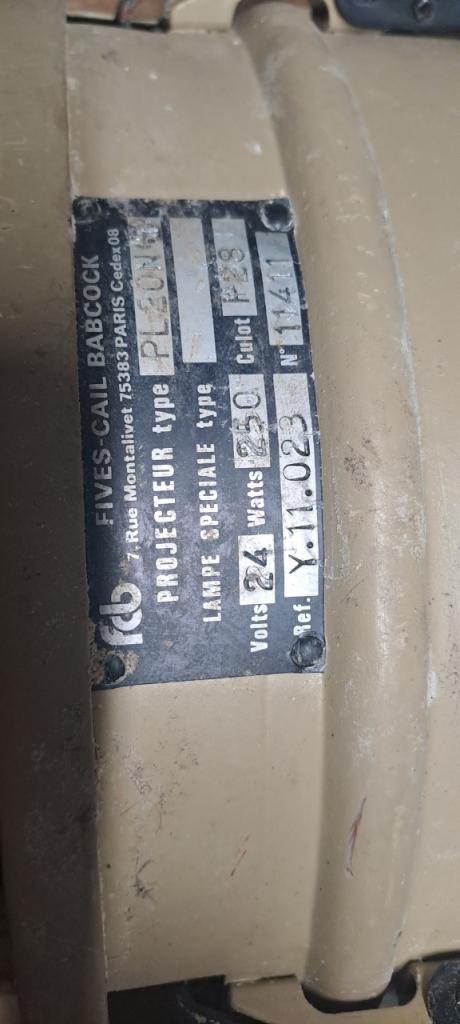 fcb FIVES-CAIL BABCOCK
7, Rue Montalivet 75383 PARIS Cedex 08
PROJECTEUR type
LAMPE SPECIALE type
Volts 24 Watts 250 Culot P28
Ref. Y.11.023 N° 11411